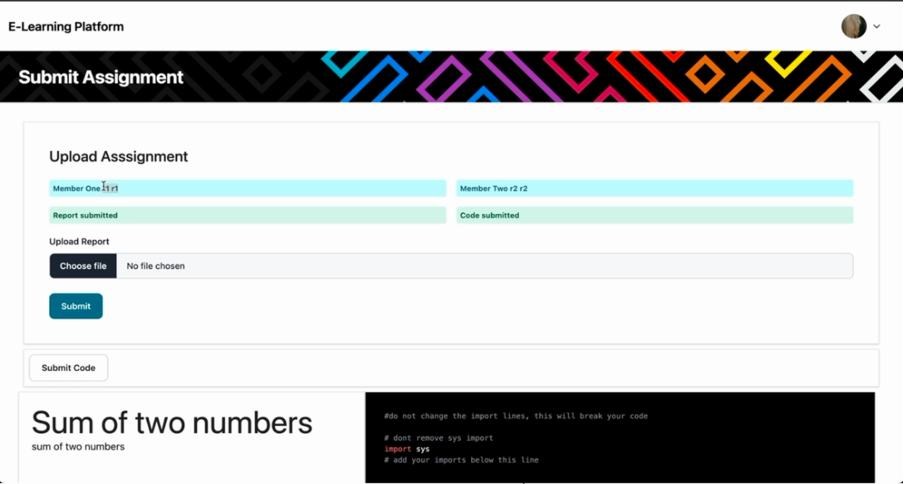 E-Learning Platform
Submit Assignment
Upload Asssignment
Member One r1 r1
Member Two r2 r2
Report submitted
Code submitted
Upload Report
Choose file
No file chosen
Submit
Submit Code
Sum of two numbers
sum of two numbers
#do not change the import lines, this will break your code
# dont remove sys import
import sys
# add your imports below this line